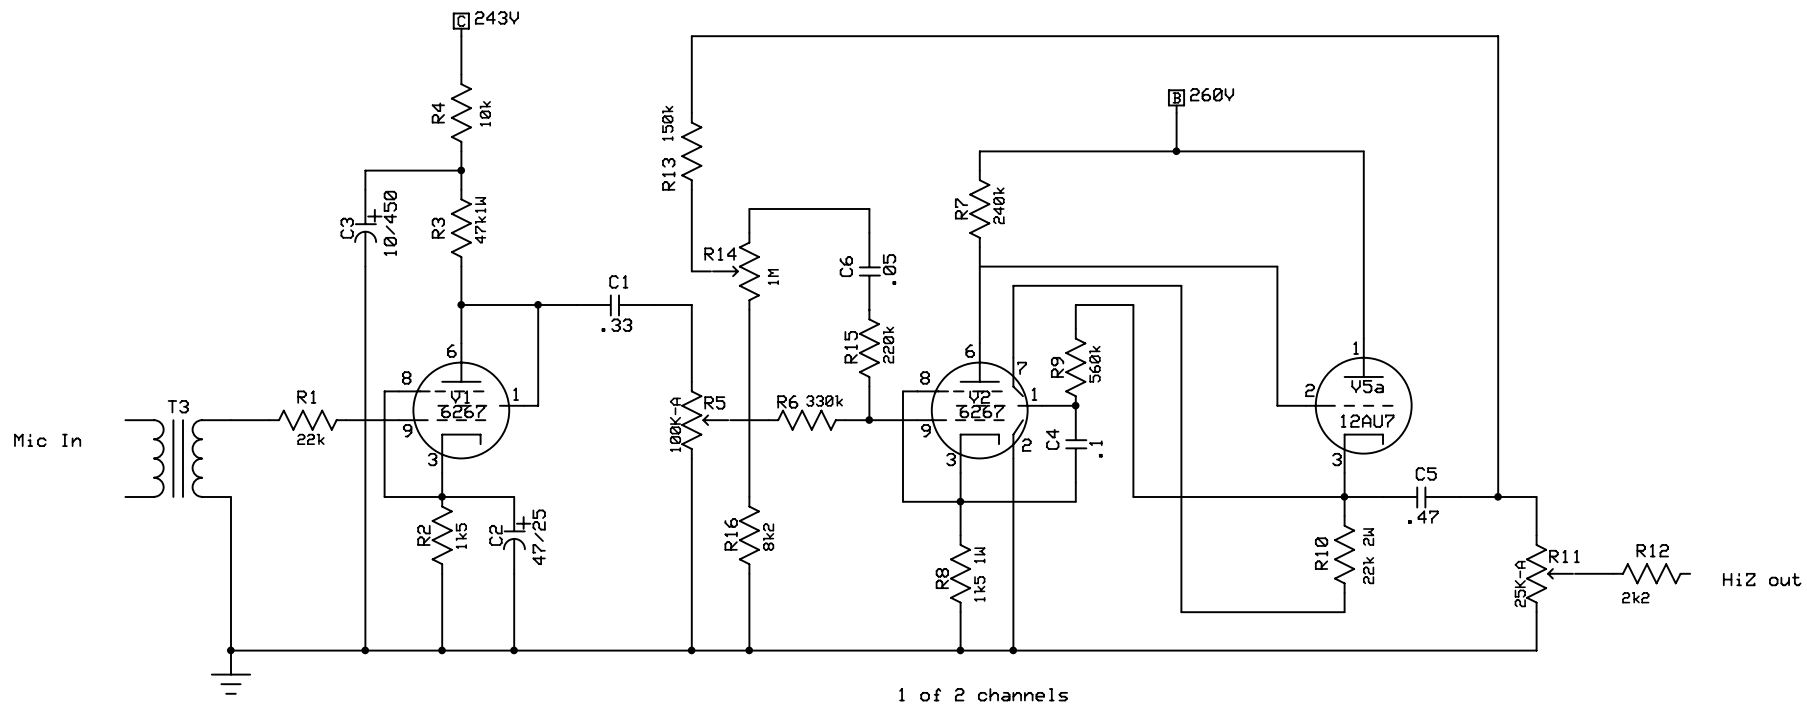 C 243V
R4 10k
R13 150k
B 260V
C3 10/450
R3 47k1W
R7 240k
R14 1M
C6 .05
C1
.33
R15 220k
R9 560k
6
8
V1
6267
1
9
3
6
7
8
V2
6267
1
9
3
2
C4 .1
1
2
V5a
12AU7
3
Mic In
T3
R1
22k
100K-A R5
R6 330k
C5
.47
R2 1k5
C2 47/25
R16 8k2
R8 1k5 1W
R10 22k 2W
25K-A R11
R12
2k2
HiZ out
1 of 2 channels